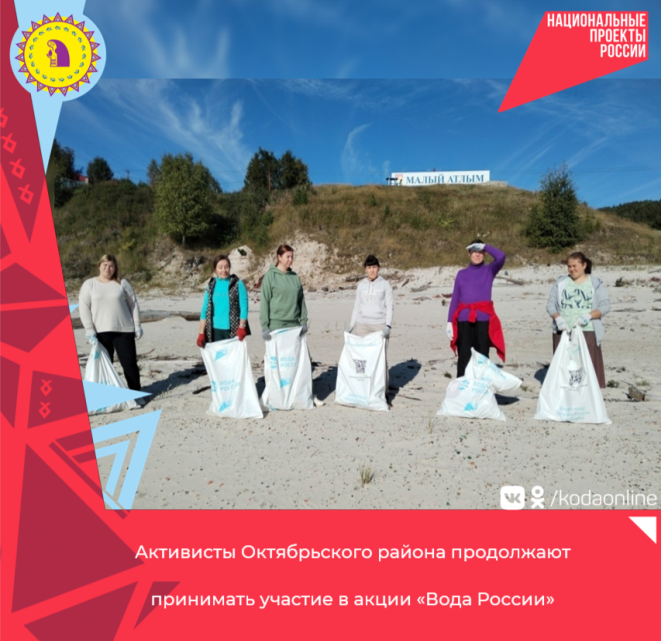 НАЦИОНАЛЬНЫЕ
ПРОЕКТЫ
РОССИИ
МАЛЫЙ АТЛЫМ
/kodaonline
Активисты Октябрьского района продолжают
принимать участие в акции «Вода России»